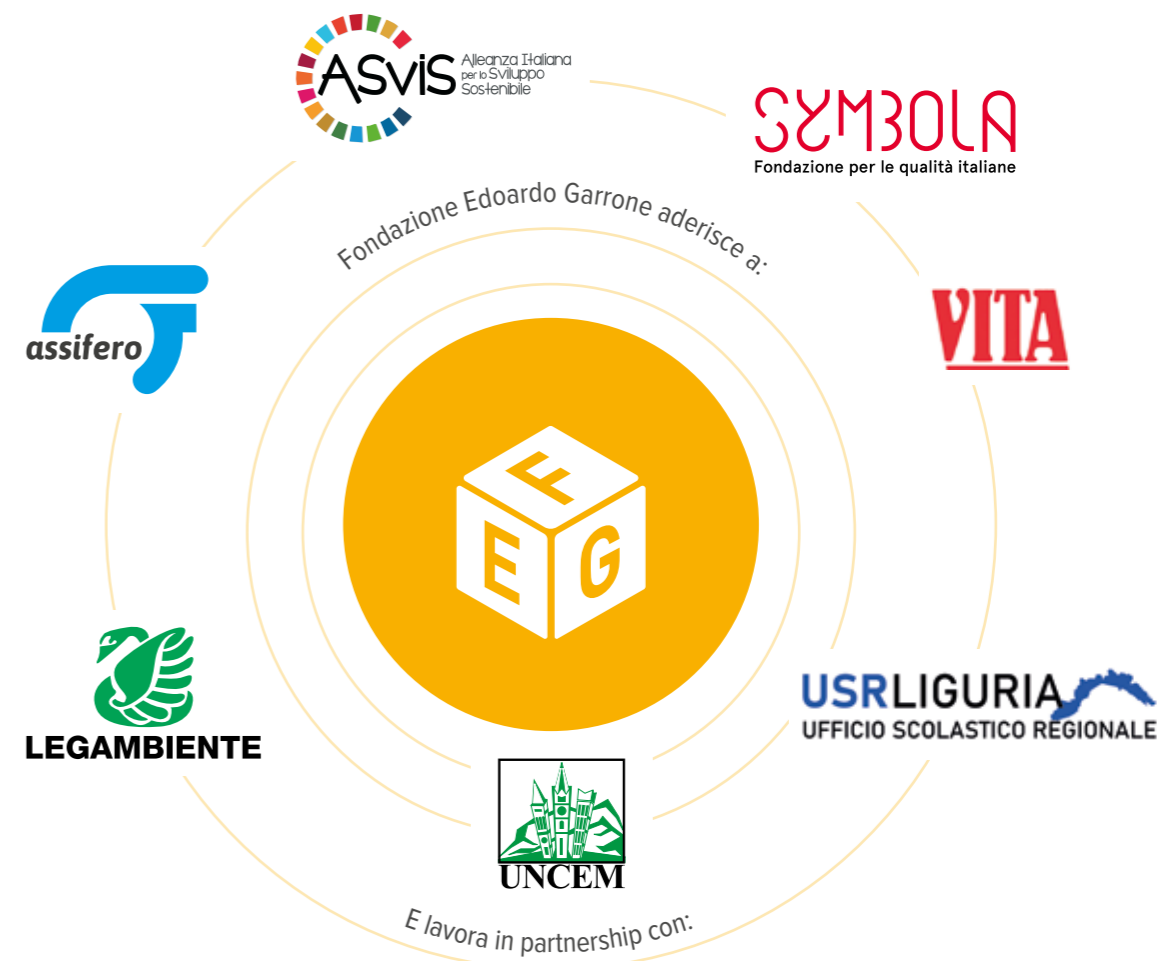 ASviS
Alleanza Italiana
per lo Sviluppo
Sostenibile
SYMBOLA
Fondazione per le qualità italiane
Fondazione Edoardo Garrone aderisce a:
assifero
VITA
F
E G
LEGAMBIENTE
USRLIGURIA
UFFICIO SCOLASTICO REGIONALE
UNCEM
E lavora in partnership con: